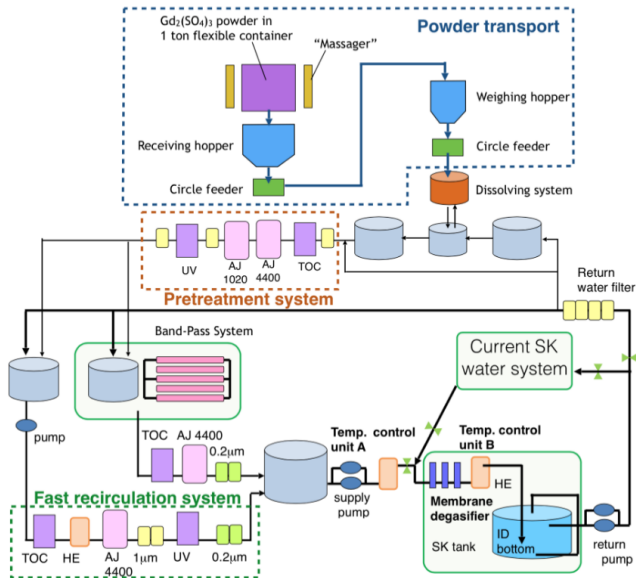 Gd₂(SO₄)₃ powder in
1 ton flexible container
"Massager"
Powder transport
Weighing hopper
Receiving hopper
Circle feeder
Circle feeder
Dissolving system
UV
AJ
1020
AJ
4400
TOC
Pretreatment system
Return
water filter
Band-Pass System
Current SK
water system
pump
TOC
AJ 4400
0.2μm
Temp. control
unit A
Temp. control
unit B
supply
pump
HE
Membrane
degasifier
SK tank
ID
bottom
return
pump
Fast recirculation system
TOC
HE
AJ
4400
1μm
UV
0.2μm